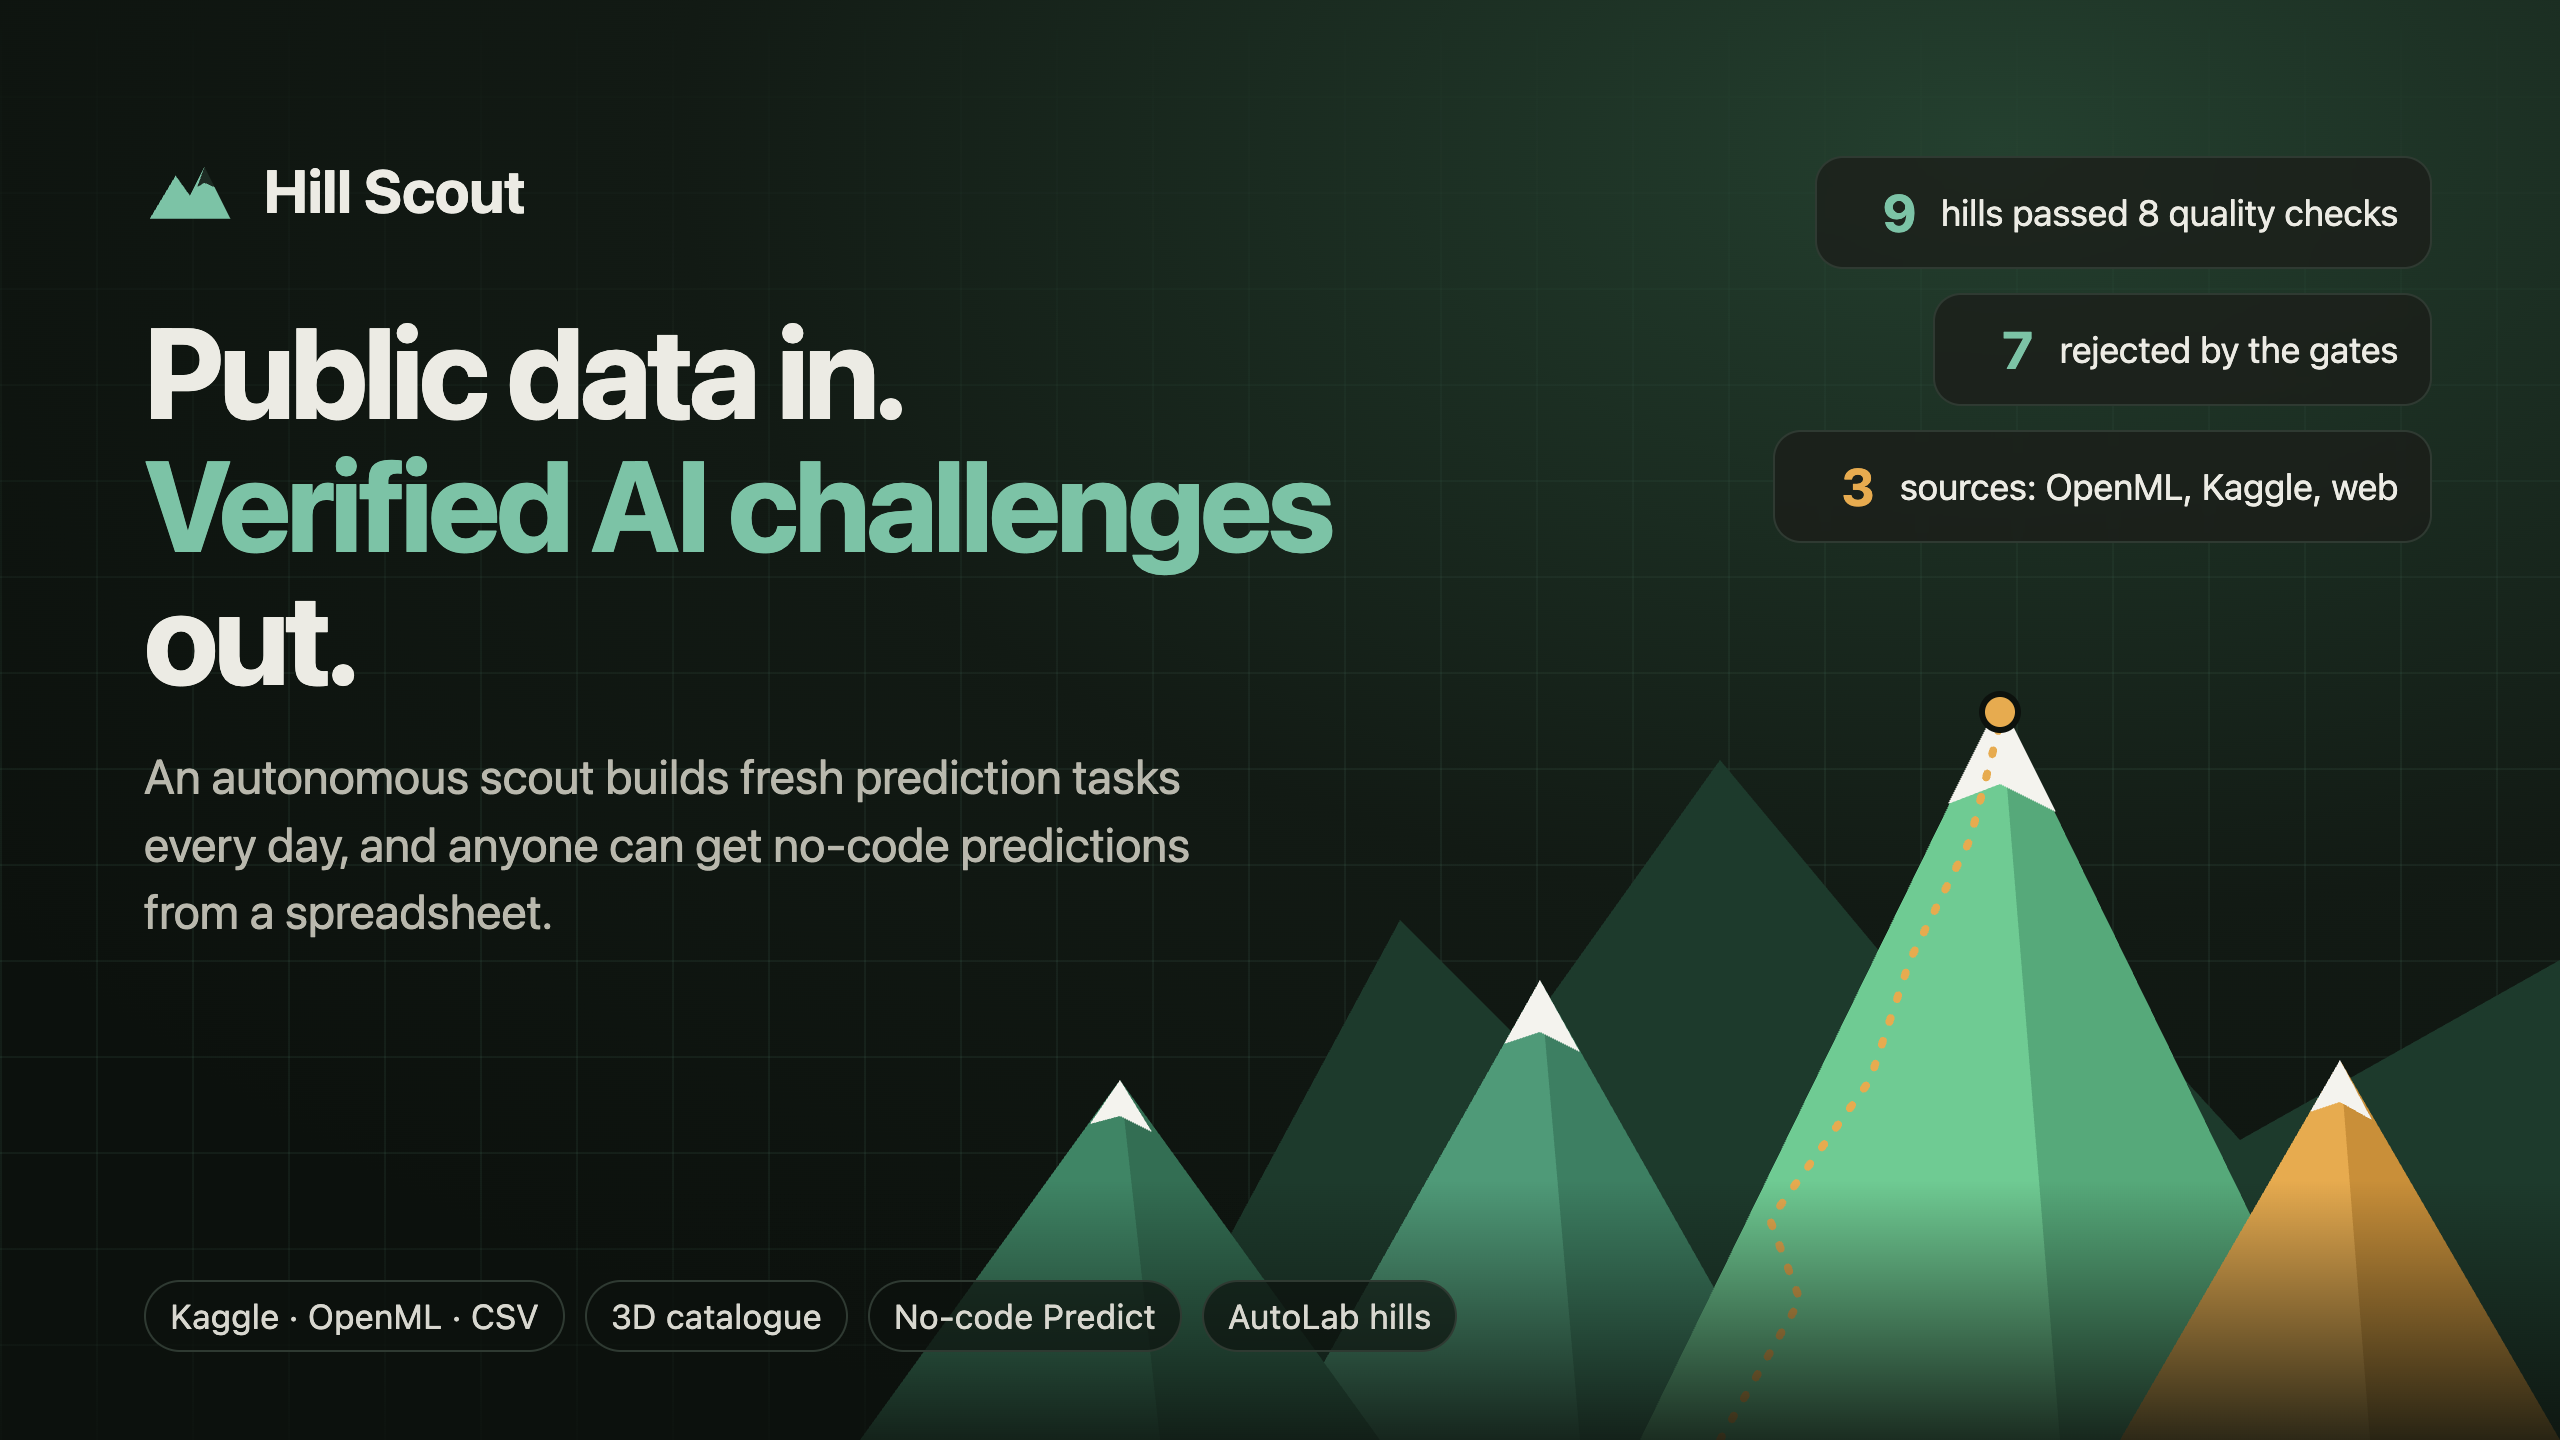 Hill Scout
Public data in.
Verified AI challenges
out.
An autonomous scout builds fresh prediction tasks
every day, and anyone can get no-code predictions
from a spreadsheet.
9 hills passed 8 quality checks
7 rejected by the gates
3 sources: OpenML, Kaggle, web
Kaggle · OpenML · CSV
3D catalogue
No-code Predict
AutoLab hills